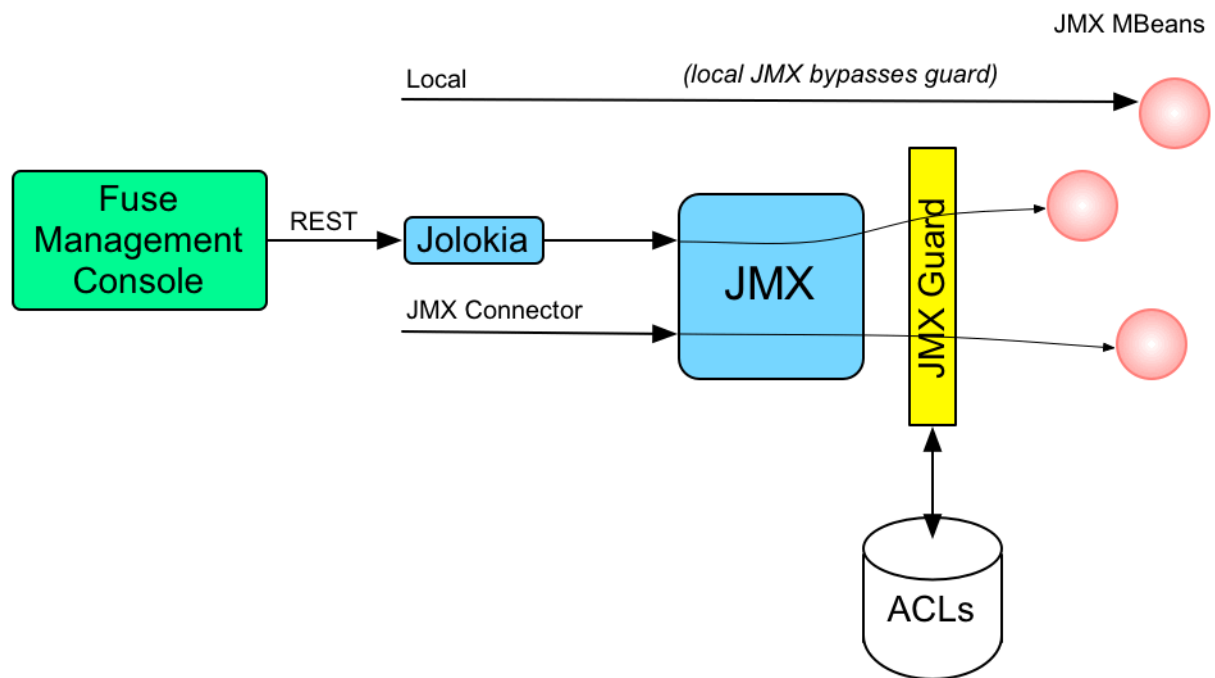 JMX MBeans
Local
(local JMX bypasses guard)
Fuse
Management
Console
REST
Jolokia
JMX Connector
JMX
JMX Guard
ACLs